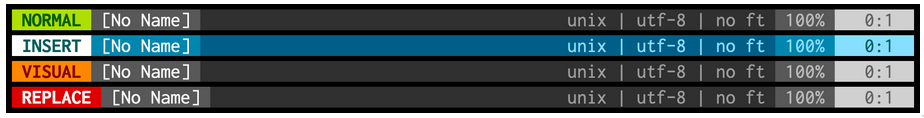 NORMAL [No Name] unix | utf-8 | no ft 100% 0:1
INSERT [No Name] unix | utf-8 | no ft 100% 0:1
VISUAL [No Name] unix | utf-8 | no ft 100% 0:1
REPLACE [No Name] unix | utf-8 | no ft 100% 0:1